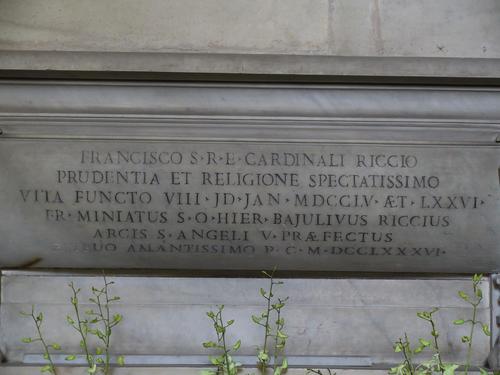 FRANCISCO S·R·E· CARDINALI RICCIO
PRUDENTIA ET RELIGIONE SPECTATISSIMO
VITA FUNCTO VIII·JD·JAN·MDCCLV·ÆT·LXXVI·
FR·MINIATUS S·O·HIER·BAJULIVUS RICCIUS
ARCIS S·ANGELI V·PRÆFECTUS
AMANTISSIMO P·C·M·DCCLXXXVI·